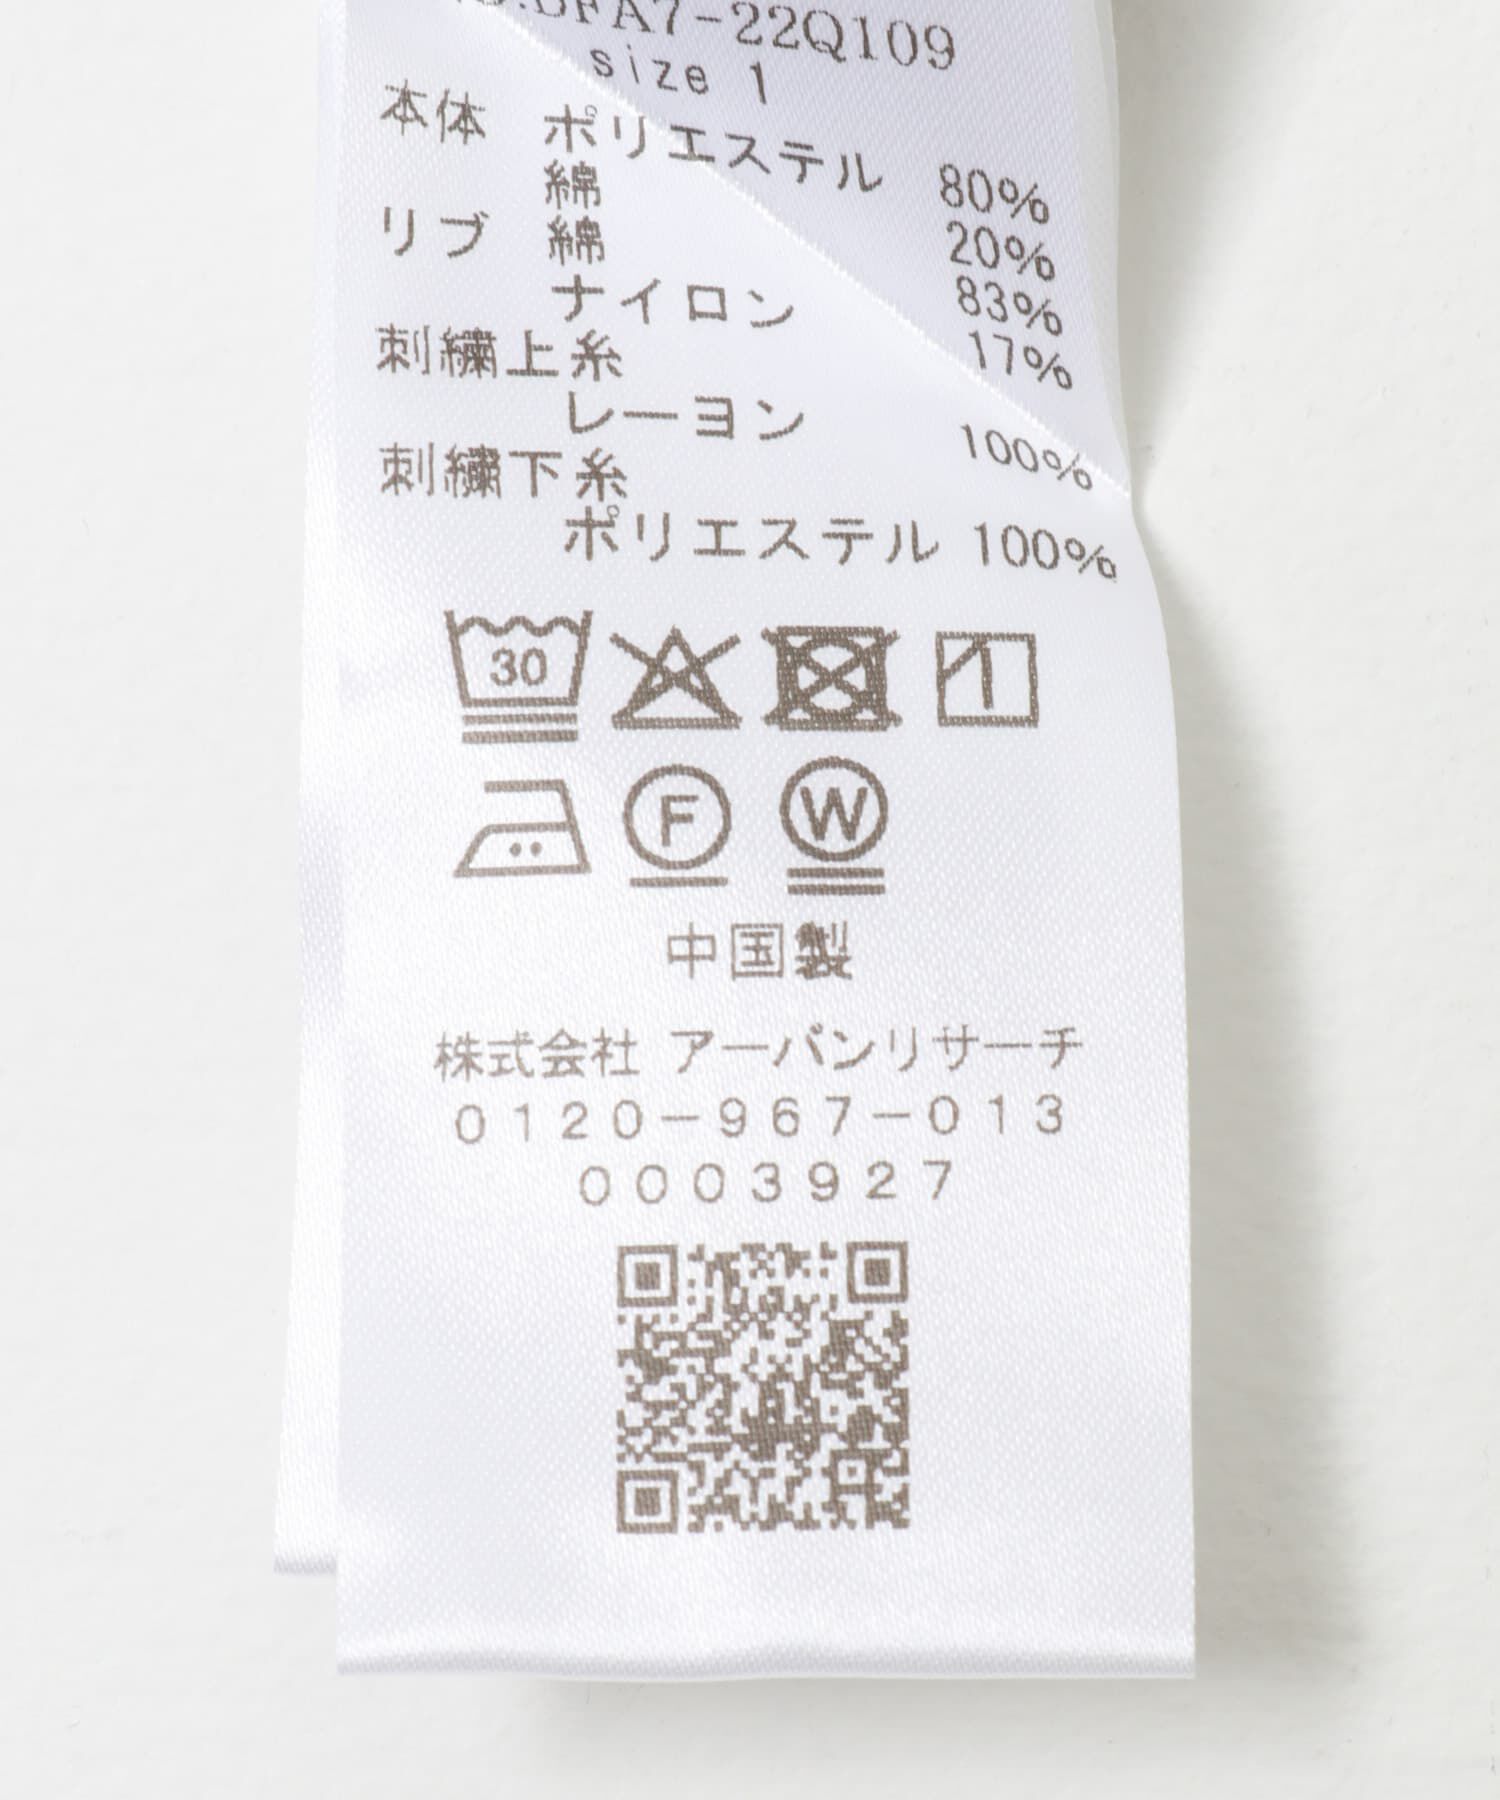 .DFA7-22Q109
size 1
本体 ポリエステル 80%
綿 20%
リブ 綿 83%
ナイロン 17%
刺繍上糸
レーヨン 100%
刺繍下糸
ポリエステル 100%
30
F W
中国製
株式会社 アーバンリサーチ
0120-967-013
0003927